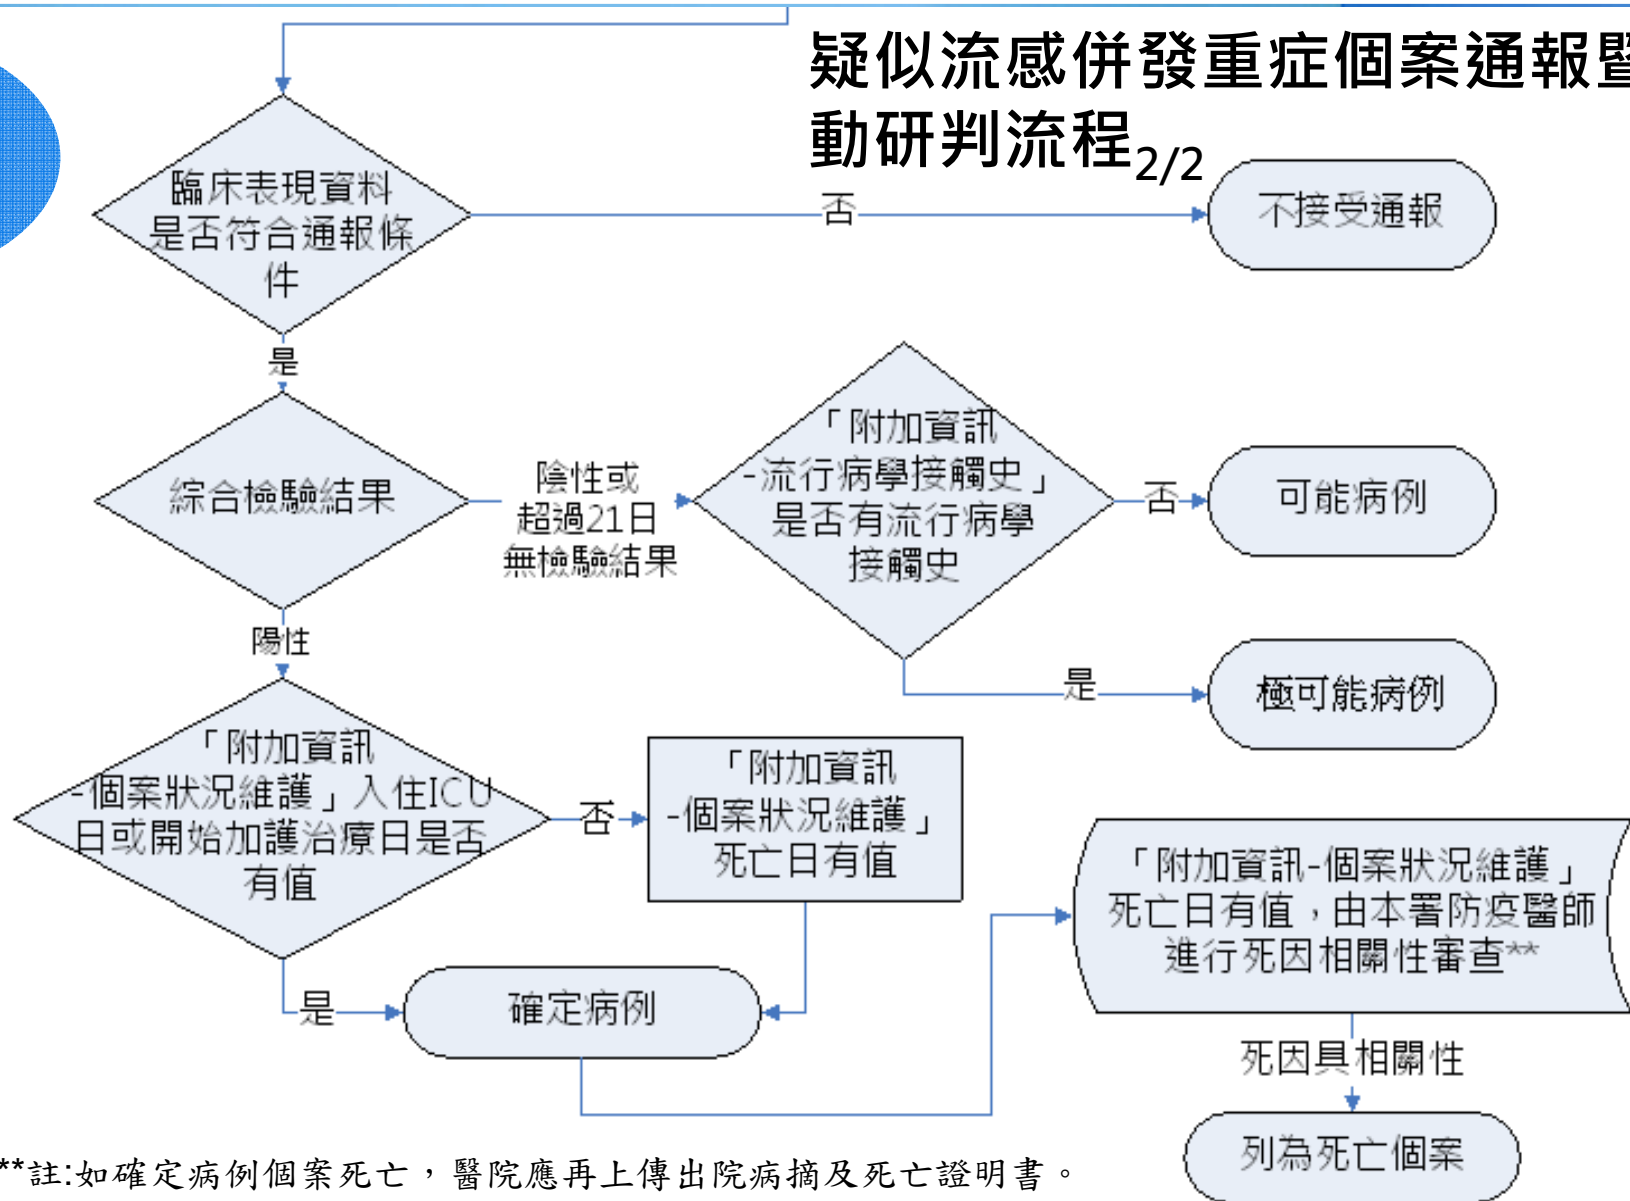 疑似流感併發重症個案通報暨
動研判流程2/2
臨床表現資料
是否符合通報條
件
否
不接受通報
是
綜合檢驗結果
陰性或
超過21日
無檢驗結果
「附加資訊
-流行病學接觸史」
是否有流行病學
接觸史
否
可能病例
是
極可能病例
陽性
「附加資訊
-個案狀況維護」入住ICU
日或開始加護治療日是否
有值
否
「附加資訊
-個案狀況維護」
死亡日有值
是
確定病例
「附加資訊-個案狀況維護」
死亡日有值，由本署防疫醫師
進行死因相關性審查**
死因具相關性
列為死亡個案
**註:如確定病例個案死亡，醫院應再上傳出院病摘及死亡證明書。